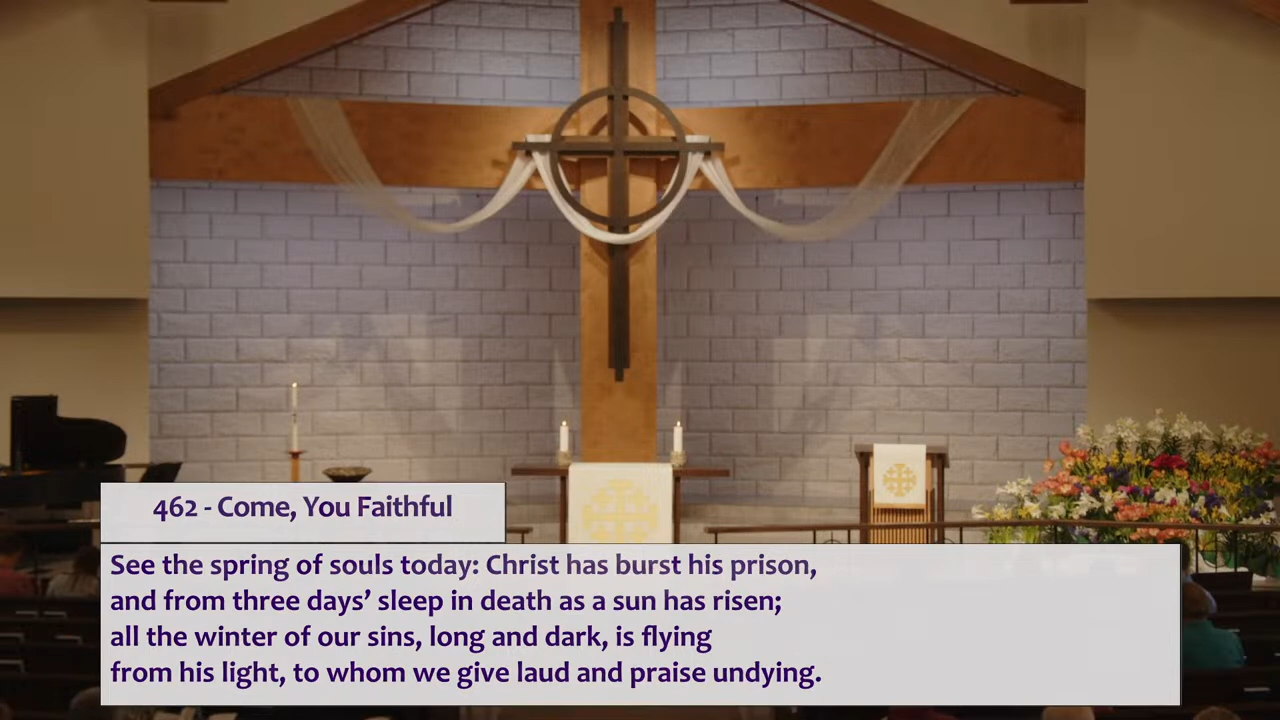 462 - Come, You Faithful
See the spring of souls today: Christ has burst his prison,
and from three days’ sleep in death as a sun has risen;
all the winter of our sins, long and dark, is flying
from his light, to whom we give laud and praise undying.